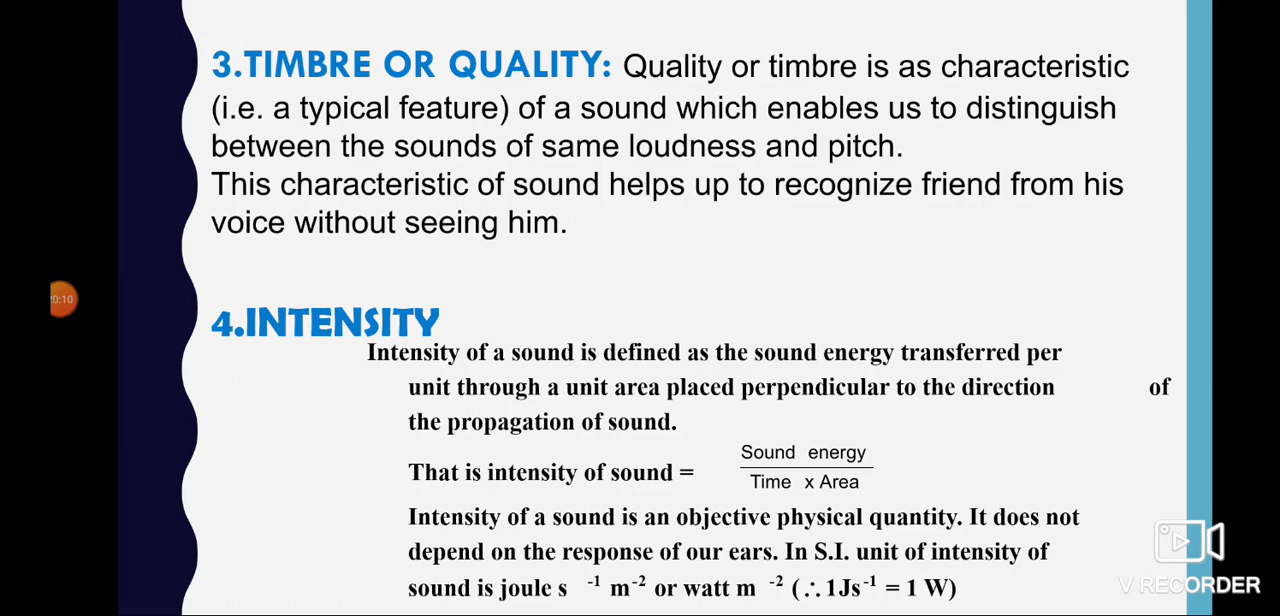 3.TIMBRE OR QUALITY: Quality or timbre is as characteristic
(i.e. a typical feature) of a sound which enables us to distinguish
between the sounds of same loudness and pitch.
This characteristic of sound helps up to recognize friend from his
voice without seeing him.
20:10
4.INTENSITY
Intensity of a sound is defined as the sound energy transferred per
unit through a unit area placed perpendicular to the direction of
the propagation of sound.
Sound energy
That is intensity of sound =
Time x Area
Intensity of a sound is an objective physical quantity. It does not
depend on the response of our ears. In S.I. unit of intensity of
sound is joule s ⁻¹ m⁻² or watt m ⁻² (∴ 1Js⁻¹ = 1 W)
V RECORDER